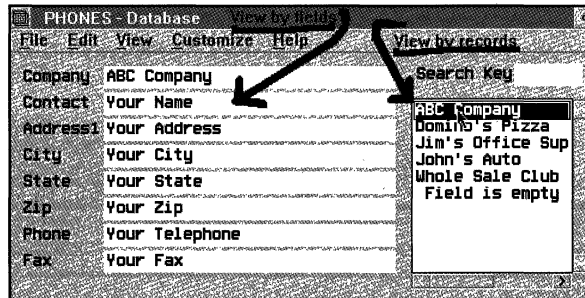 PHONES - Database View by fields
File Edit View Customize Help View by records
Company ABC Company
Contact Your Name
Address1 Your Address
City Your City
State Your State
Zip Your Zip
Phone Your Telephone
Fax Your Fax
Search Key
ABC Company
Domino's Pizza
Jim's Office Sup
John's Auto
Whole Sale Club
Field is empty